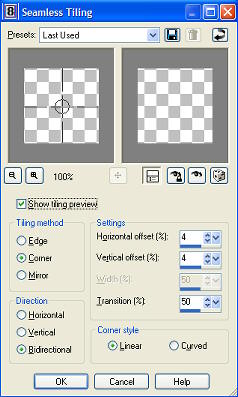 8 Seamless Tiling
Presets: Last Used
100%
Show tiling preview
Tiling method
Edge
Corner
Mirror
Settings
Horizontal offset (%): 4
Vertical offset (%): 4
Width (%): 50
Transition (%): 50
Direction
Horizontal
Vertical
Bidirectional
Corner style
Linear
Curved
OK Cancel Help